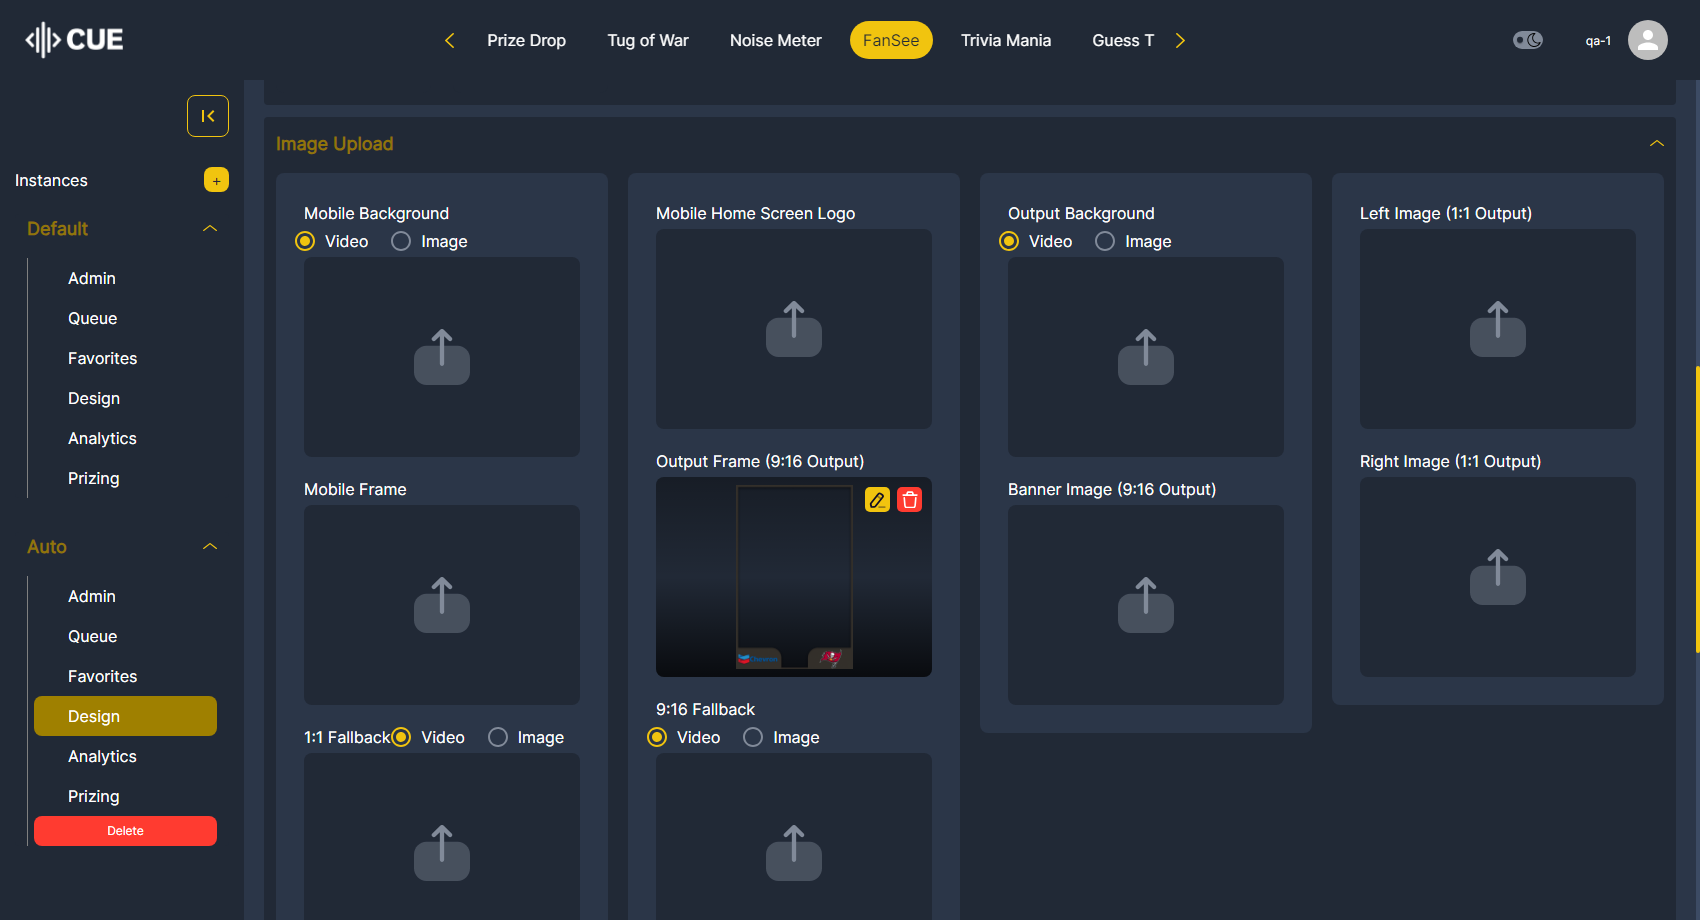 CUE
Prize Drop
Tug of War
Noise Meter
FanSee
Trivia Mania
Guess T
qa-1
Instances
+
Default
Admin
Queue
Favorites
Design
Analytics
Prizing
Auto
Admin
Queue
Favorites
Design
Analytics
Prizing
Delete
Image Upload
Mobile Background
Video
Image
Mobile Frame
1:1 Fallback
Video
Image
Mobile Home Screen Logo
Output Frame (9:16 Output)
9:16 Fallback
Video
Image
Output Background
Video
Image
Banner Image (9:16 Output)
Left Image (1:1 Output)
Right Image (1:1 Output)